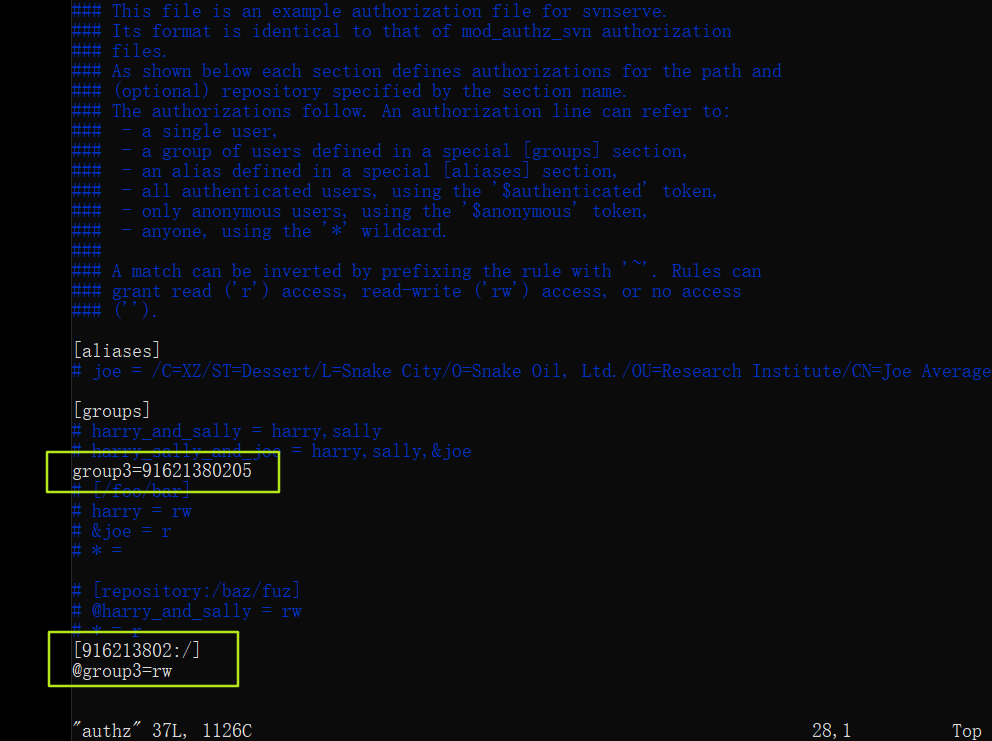 ### This file is an example authorization file for svnserve.
### Its format is identical to that of mod_authz_svn authorization
### files.
### As shown below each section defines authorizations for the path and
### (optional) repository specified by the section name.
### The authorizations follow. An authorization line can refer to:
###  - a single user,
###  - a group of users defined in a special [groups] section,
###  - an alias defined in a special [aliases] section,
###  - all authenticated users, using the '$authenticated' token,
###  - only anonymous users, using the '$anonymous' token,
###  - anyone, using the '*' wildcard.
###
### A match can be inverted by prefixing the rule with '~'. Rules can
### grant read ('r') access, read-write ('rw') access, or no access
### ('').
[aliases]
# joe = /C=XZ/ST=Dessert/L=Snake City/O=Snake Oil, Ltd./OU=Research Institute/CN=Joe Average
[groups]
# harry_and_sally = harry,sally
# harry_sally_and_joe = harry,sally,&joe
group3=91621380205
# [/foo/bar]
# harry = rw
# &joe = r
# * =
# [repository:/baz/fuz]
# @harry_and_sally = rw
# * = r
[916213802:/]
@group3=rw
"authz" 37L, 1126C 28,1 Top